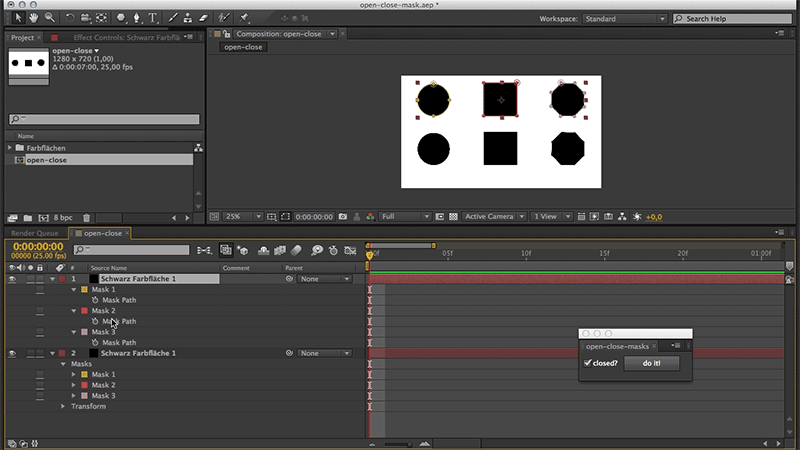 open-close-mask.aep *
Workspace: Standard
Search Help
Project
Effect Controls: Schwarz Farbflä
Composition: open-close
open-close
open-close
1280 x 720 (1,00)
Δ 0:00:07:00, 25,00 fps
Name
Farbflächen
open-close
8 bpc
25%
0:00:00:00
Full
Active Camera
1 View
+0,0
Render Queue
open-close
0:00:00:00
00000 (25.00 fps)
#
Source Name
Comment
Parent
05f
10f
15f
20f
01:00f
1
Schwarz Farbfläche 1
None
Mask 1
Mask Path
Mask 2
Mask Path
Mask 3
Mask Path
2
Schwarz Farbfläche 1
None
Masks
Mask 1
Mask 2
Mask 3
Transform
open-close-masks
closed?
do it!